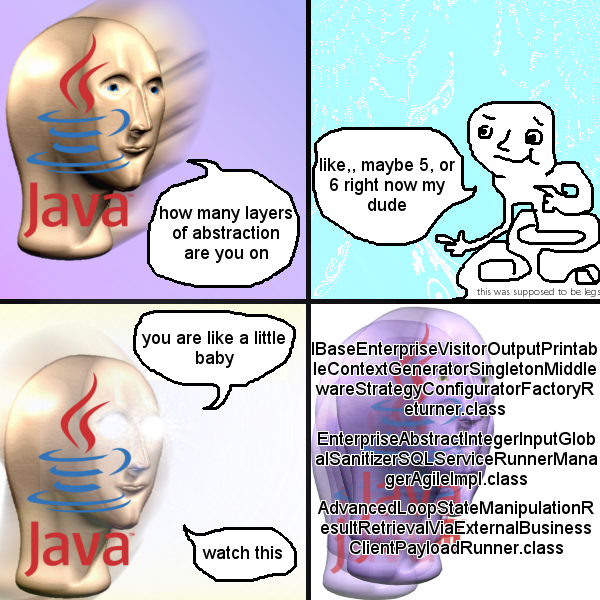 Java™
how many layers
of abstraction
are you on
like,, maybe 5, or
6 right now my
dude
this was supposed to be legs
you are like a little
baby
Java™
watch this
IBaseEnterpriseVisitorOutputPrintab
leContextGeneratorSingletonMiddle
wareStrategyConfiguratorFactoryR
eturner.class
EnterpriseAbstractIntegerInputGlob
alSanitizerSQLServiceRunnerMana
gerAgileImpl.class
AdvancedLoopStateManipulationR
esultRetrievalViaExternalBusiness
ClientPayloadRunner.class
Java